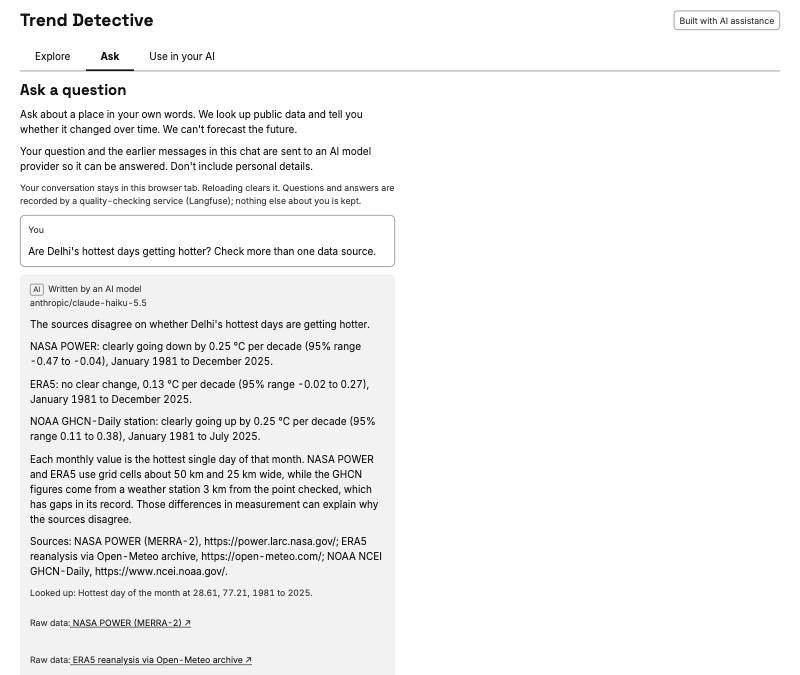 Trend Detective
Built with AI assistance
Explore
Ask
Use in your AI
Ask a question
Ask about a place in your own words. We look up public data and tell you
whether it changed over time. We can't forecast the future.
Your question and the earlier messages in this chat are sent to an AI model
provider so it can be answered. Don't include personal details.
Your conversation stays in this browser tab. Reloading clears it. Questions and answers are
recorded by a quality-checking service (Langfuse); nothing else about you is kept.
You
Are Delhi's hottest days getting hotter? Check more than one data source.
AI Written by an AI model
anthropic/claude-haiku-5.5
The sources disagree on whether Delhi's hottest days are getting hotter.
NASA POWER: clearly going down by 0.25 °C per decade (95% range
-0.47 to -0.04), January 1981 to December 2025.
ERA5: no clear change, 0.13 °C per decade (95% range -0.02 to 0.27),
January 1981 to December 2025.
NOAA GHCN-Daily station: clearly going up by 0.25 °C per decade (95%
range 0.11 to 0.38), January 1981 to July 2025.
Each monthly value is the hottest single day of that month. NASA POWER
and ERA5 use grid cells about 50 km and 25 km wide, while the GHCN
figures come from a weather station 3 km from the point checked, which
has gaps in its record. Those differences in measurement can explain why
the sources disagree.
Sources: NASA POWER (MERRA-2), https://power.larc.nasa.gov/; ERA5
reanalysis via Open-Meteo archive, https://open-meteo.com/; NOAA NCEI
GHCN-Daily, https://www.ncei.noaa.gov/.
Looked up: Hottest day of the month at 28.61, 77.21, 1981 to 2025.
Raw data: NASA POWER (MERRA-2) ↗
Raw data: ERA5 reanalysis via Open-Meteo archive ↗